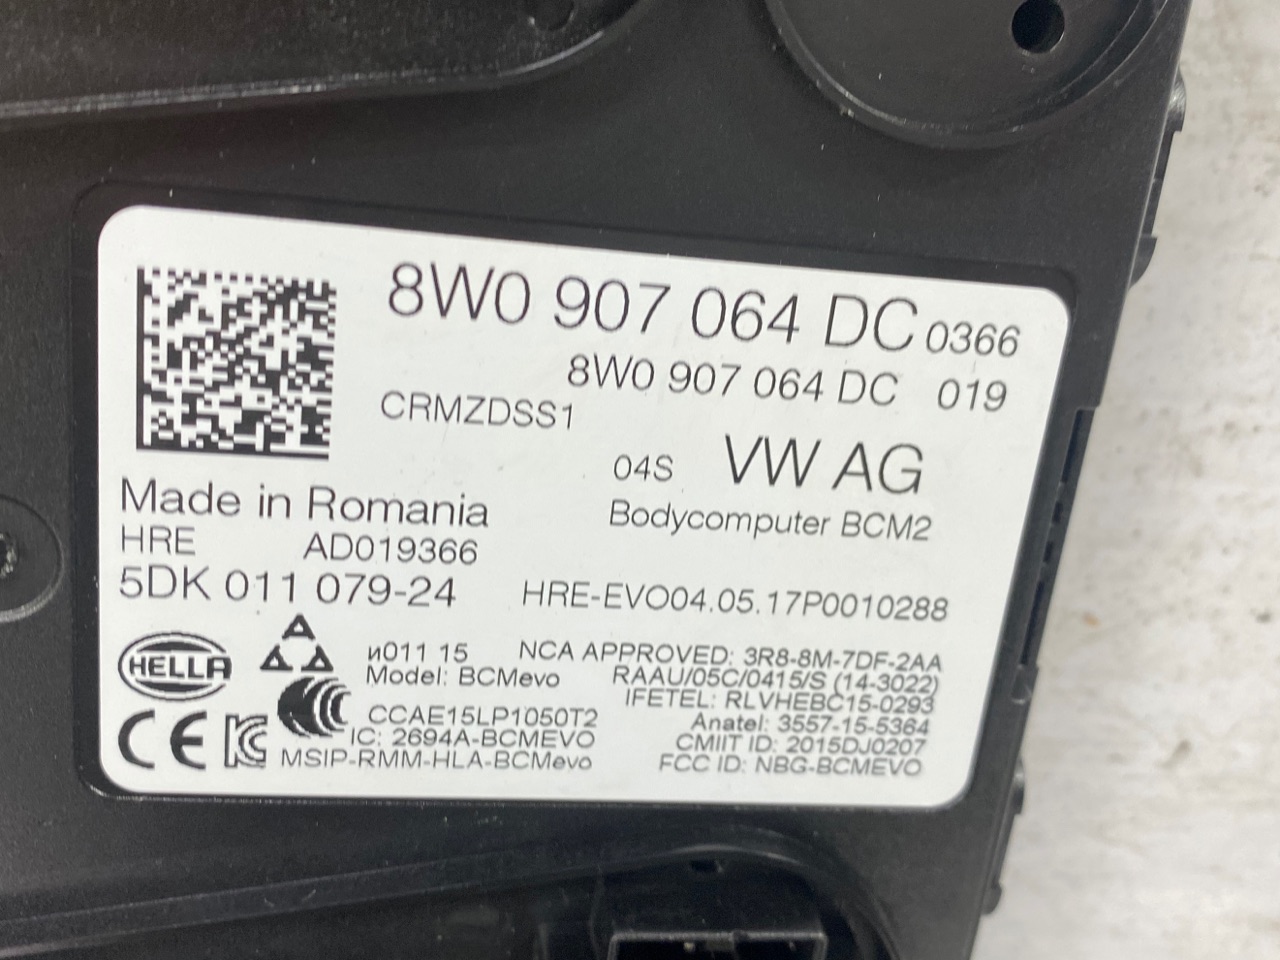 8W0 907 064 DC 0366
8W0 907 064 DC 019
CRMZDSS1
04S VW AG
Made in Romania
Bodycomputer BCM2
HRE AD019366
5DK 011 079-24
HRE-EVO04.05.17P0010288
HELLA
и011 15
NCA APPROVED: 3R8-8M-7DF-2AA
Model: BCMevo
RAAU/05C/0415/S (14-3022)
IFETEL: RLVHEBC15-0293
CCAE15LP1050T2
Anatel: 3557-15-5364
IC: 2694A-BCMEVO
CMIIT ID: 2015DJ0207
CE
MSIP-RMM-HLA-BCMevo
FCC ID: NBG-BCMEVO